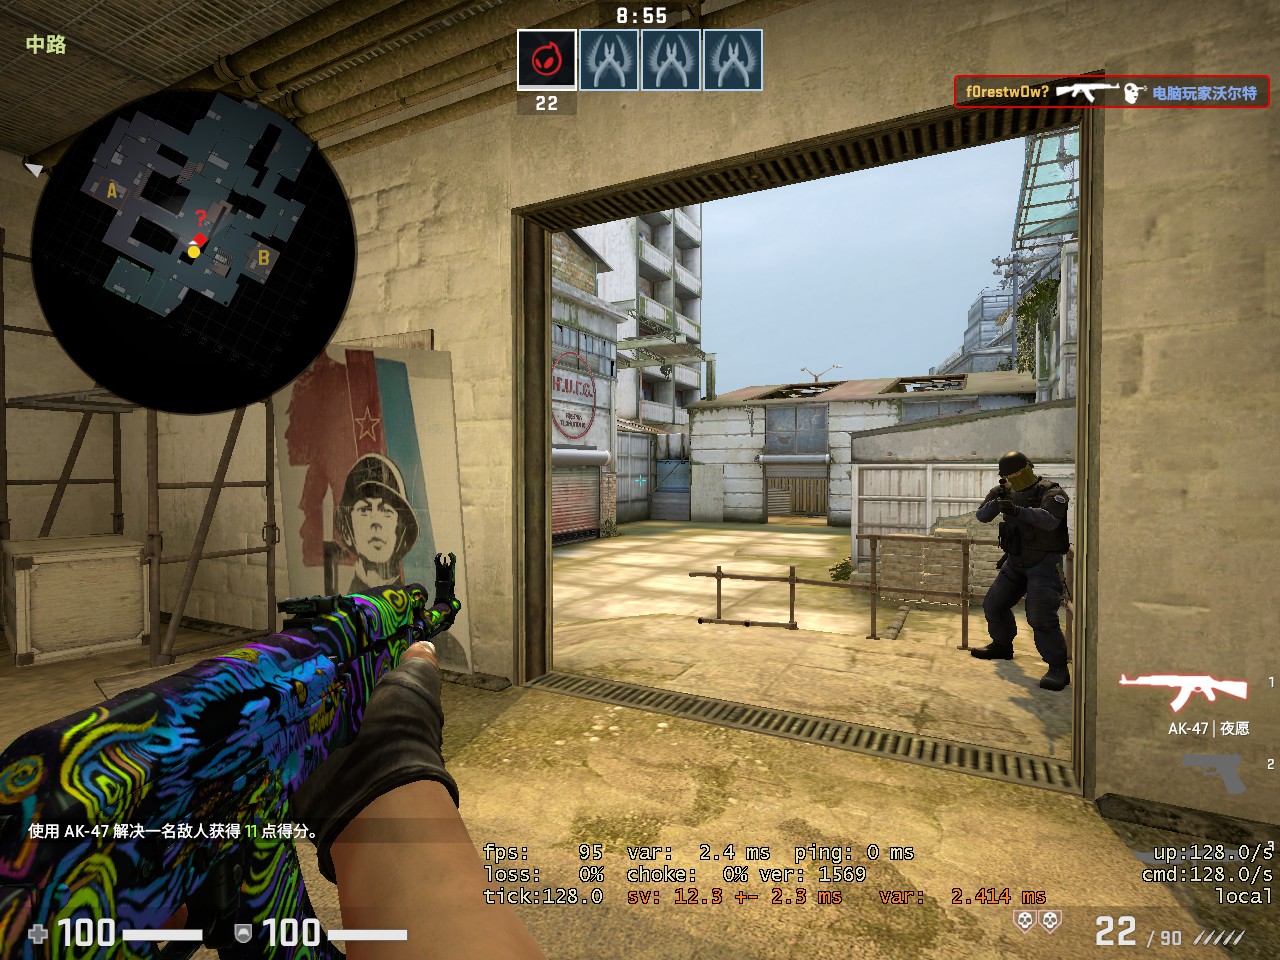 8:55
中路
22
f0restw0w? 电脑玩家沃尔特
A
?
B
H.U.R.G.
1
AK-47 | 夜愿
2
使用 AK-47 解决一名敌人获得 11 点得分。
3
fps: 95 var: 2.4 ms ping: 0 ms up:128.0/s
loss: 0% choke: 0% ver: 1569 cmd:128.0/s
tick:128.0 sv: 12.3 +- 2.3 ms var: 2.414 ms local
100 100 22 / 90